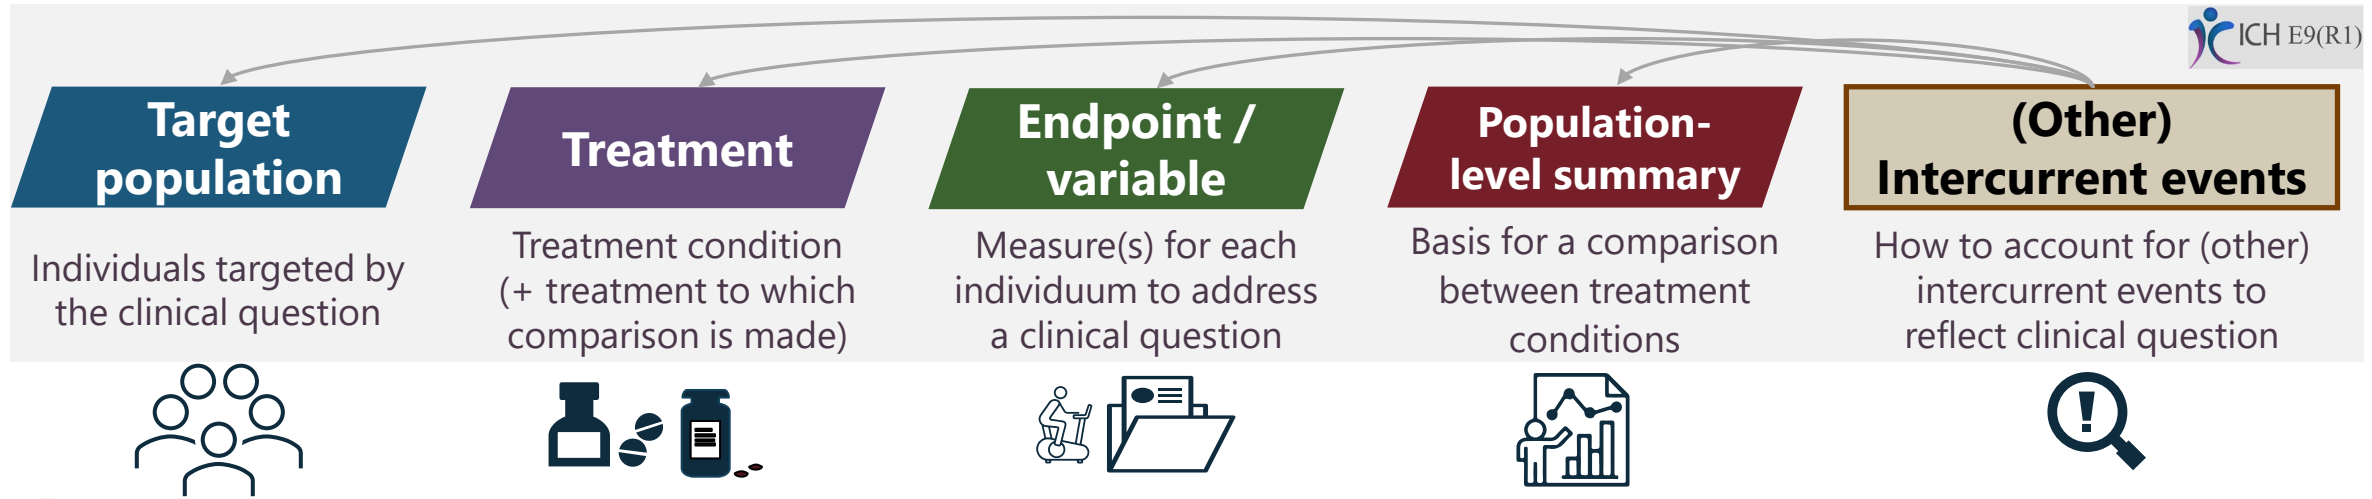 ICH E9(R1)
Target
population
Individuals targeted by
the clinical question
Treatment
Treatment condition
(+ treatment to which
comparison is made)
Endpoint /
variable
Measure(s) for each
individuum to address
a clinical question
Population-
level summary
Basis for a comparison
between treatment
conditions
(Other)
Intercurrent events
How to account for (other)
intercurrent events to
reflect clinical question